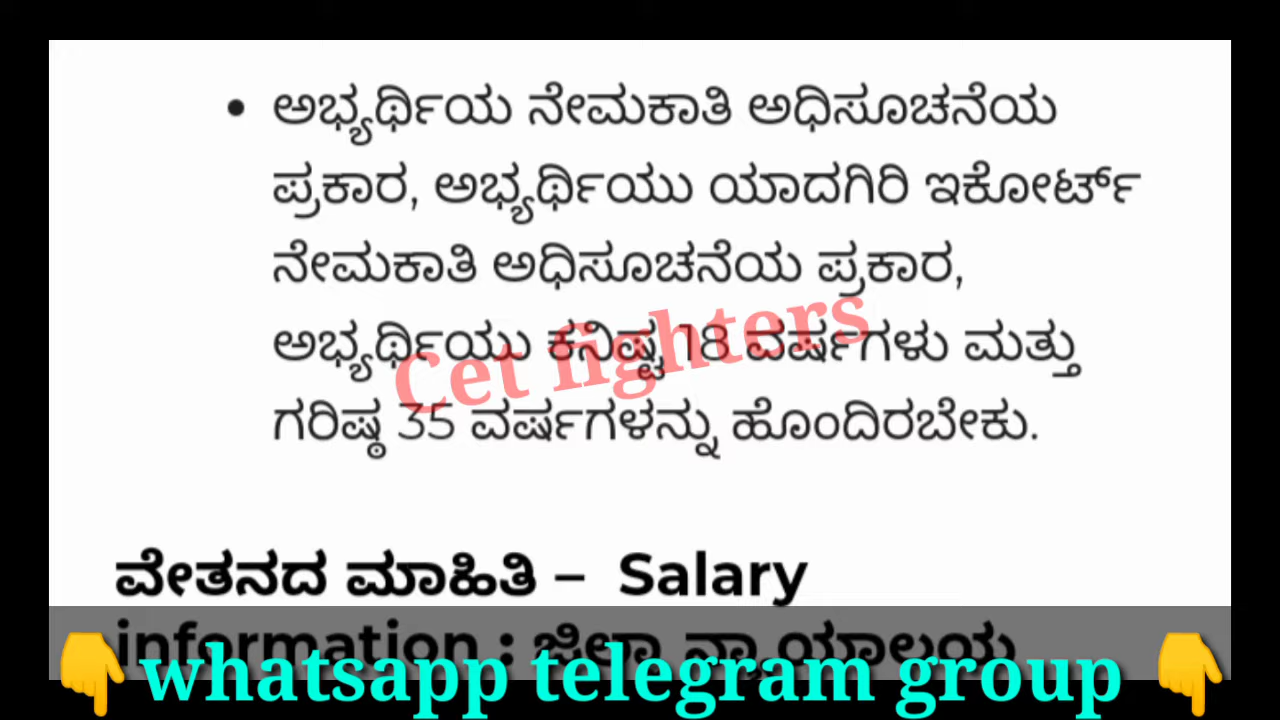 • ಅಭ್ಯರ್ಥಿಯ ನೇಮಕಾತಿ ಅಧಿಸೂಚನೆಯ
ಪ್ರಕಾರ, ಅಭ್ಯರ್ಥಿಯು ಯಾದಗಿರಿ ಇಕೋರ್ಟ್
ನೇಮಕಾತಿ ಅಧಿಸೂಚನೆಯ ಪ್ರಕಾರ,
ಅಭ್ಯರ್ಥಿಯು ಕನಿಷ್ಟ 18 ವರ್ಷಗಳು ಮತ್ತು
ಗರಿಷ್ಠ 35 ವರ್ಷಗಳನ್ನು ಹೊಂದಿರಬೇಕು.
Cet fighters
ವೇತನದ ಮಾಹಿತಿ – Salary
information : ಜಿಲ್ಲಾ ನ್ಯಾಯಾಲಯ
👇whatsapp telegram group 👇